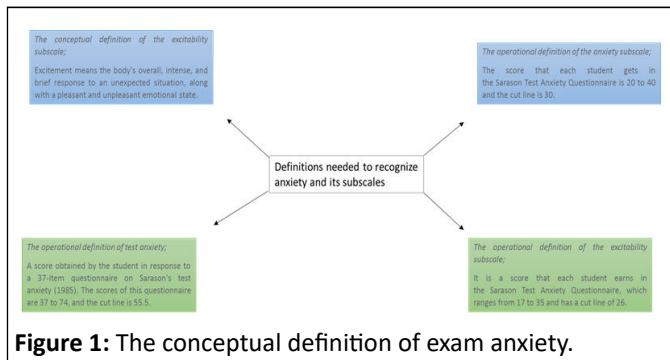 The conceptual definition of the excitability
subscale;
Excitement means the body's overall, intense, and
brief response to an unexpected situation, along
with a pleasant and unpleasant emotional state.
The operational definition of the anxiety subscale;
The score that each student gets in
the Sarason Test Anxiety Questionnaire is 20 to 40
and the cut line is 30.
Definitions needed to recognize
anxiety and its subscales
The operational definition of test anxiety;
A score obtained by the student in response to
a 37-item questionnaire on Sarason's test
anxiety (1985). The scores of this questionnaire
are 37 to 74, and the cut line is 55.5.
The operational definition of the excitability
subscale;
It is a score that each student earns in
the Sarason Test Anxiety Questionnaire, which
ranges from 17 to 35 and has a cut line of 26.
Figure 1: The conceptual definition of exam anxiety.